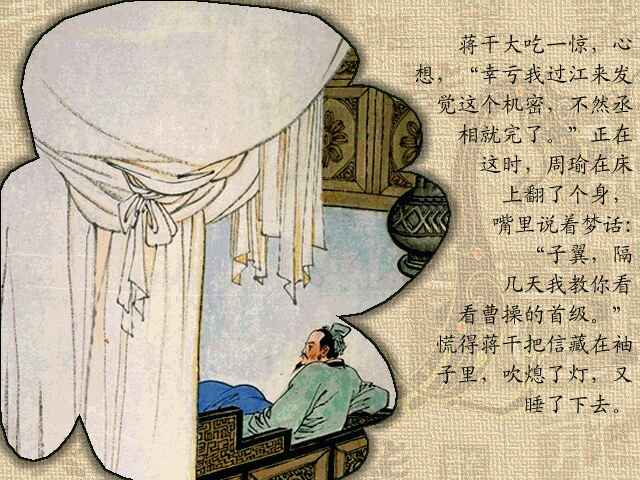 蒋干大吃一惊，心
想，“幸亏我过江来发
觉这个机密，不然丞
相就完了。”正在
这时，周瑜在床
上翻了个身，
嘴里说着梦话：
“子翼，隔
几天我教你看
看曹操的首级。”
慌得蒋干把信藏在袖
子里，吹熄了灯，又
睡了下去。